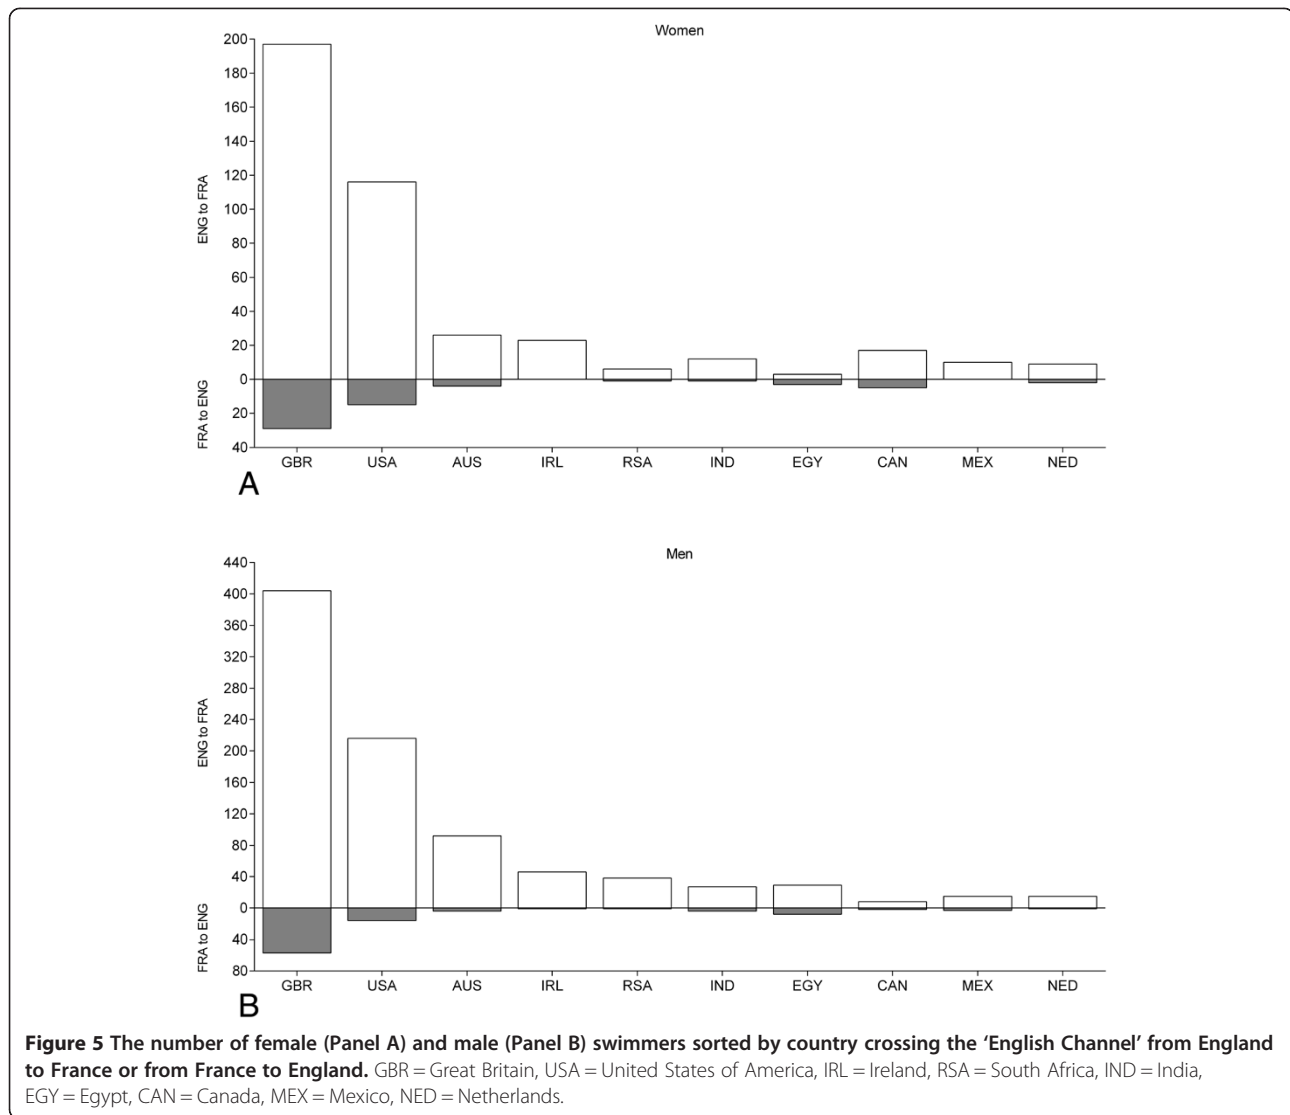 Women
200
180
160
140
120
100
80
60
40
20
0
20
40
ENG to FRA
FRA to ENG
GBR USA AUS IRL RSA IND EGY CAN MEX NED
A
Men
440
400
360
320
280
240
200
160
120
80
40
0
40
80
ENG to FRA
FRA to ENG
GBR USA AUS IRL RSA IND EGY CAN MEX NED
B
Figure 5 The number of female (Panel A) and male (Panel B) swimmers sorted by country crossing the ‘English Channel’ from England
to France or from France to England. GBR = Great Britain, USA = United States of America, IRL = Ireland, RSA = South Africa, IND = India,
EGY = Egypt, CAN = Canada, MEX = Mexico, NED = Netherlands.